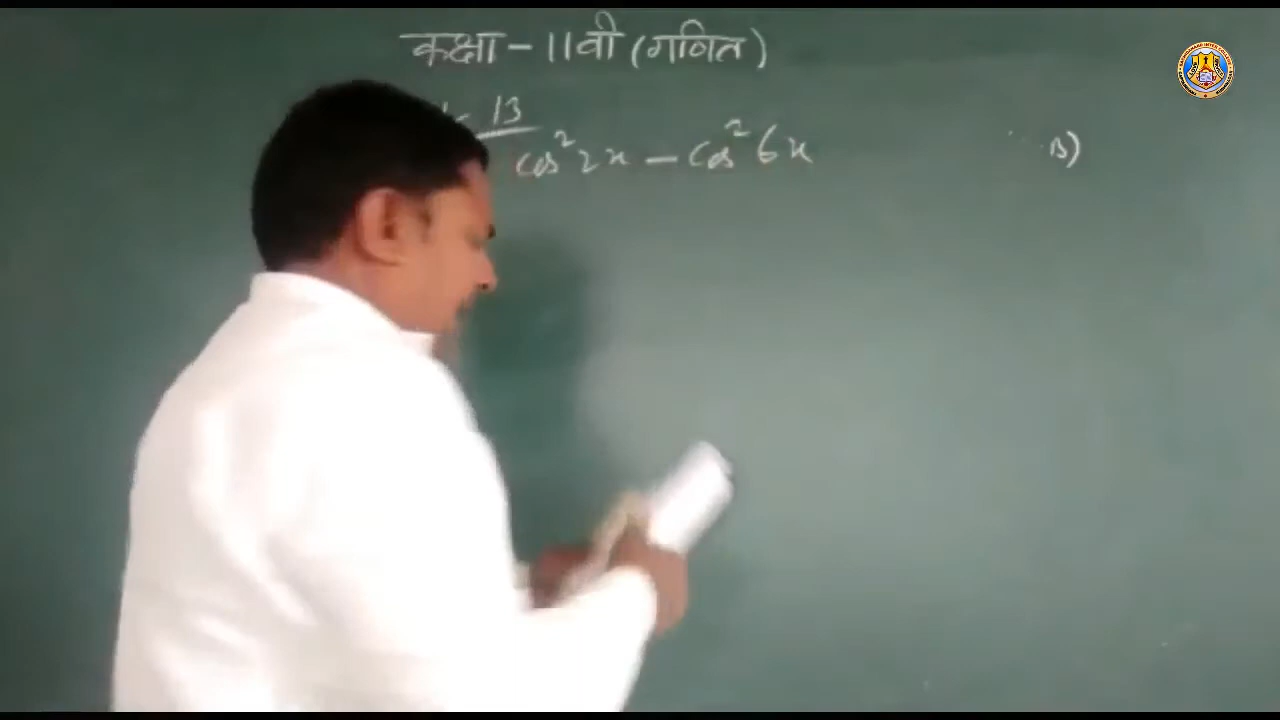 कक्षा - 11वी (गणित)
13
cos²2x - cos²6x